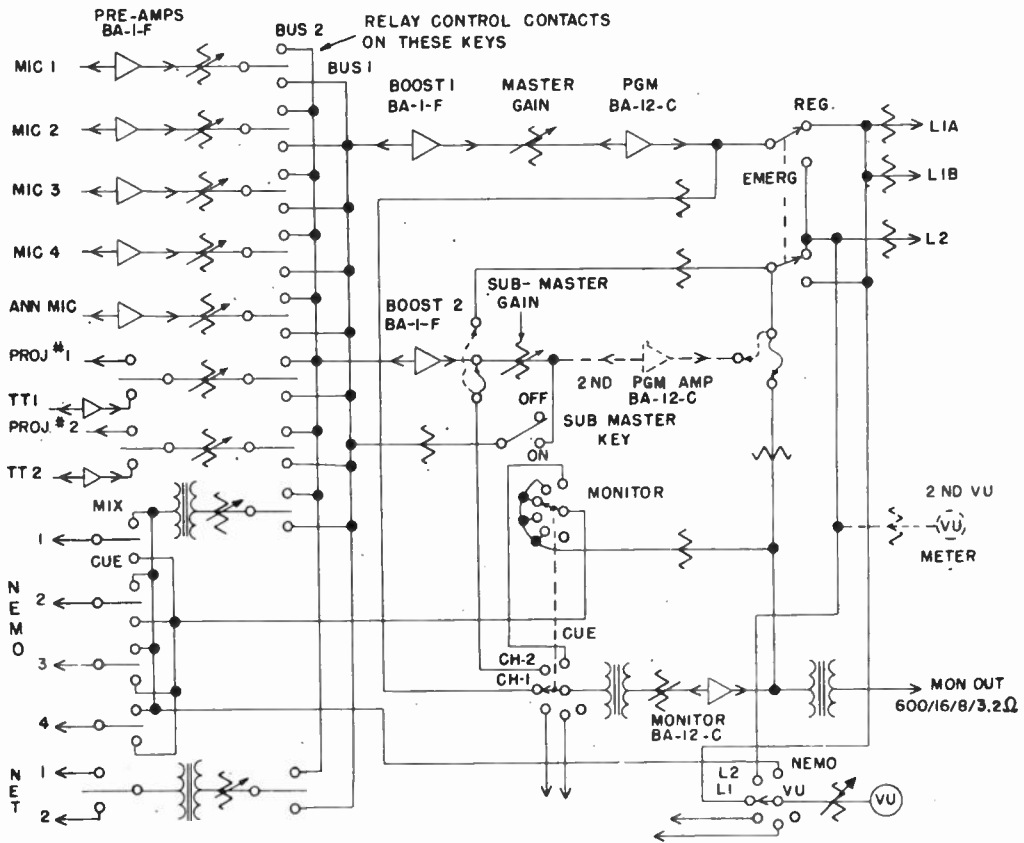 PRE-AMPS
BA-1-F
BUS 2
RELAY CONTROL CONTACTS
ON THESE KEYS
BUS 1
MIC 1
MIC 2
MIC 3
MIC 4
ANN MIC
PROJ #1
TT1
PROJ. #2
TT 2
MIX
1
CUE
NEMO
2
3
4
NET
1
2
BOOST 1
BA-1-F
MASTER
GAIN
PGM
BA-12-C
REG.
EMERG
L1A
L1B
L2
BOOST 2
BA-1-F
SUB-MASTER
GAIN
2ND PGM AMP
BA-12-C
OFF
SUB MASTER
KEY
ON
MONITOR
2 ND VU
VU
METER
CUE
CH-2
CH-1
O
MONITOR
BA-12-C
MON OUT
600/16/8/3.2Ω
NEMO
L2
L1
VU
O
VU